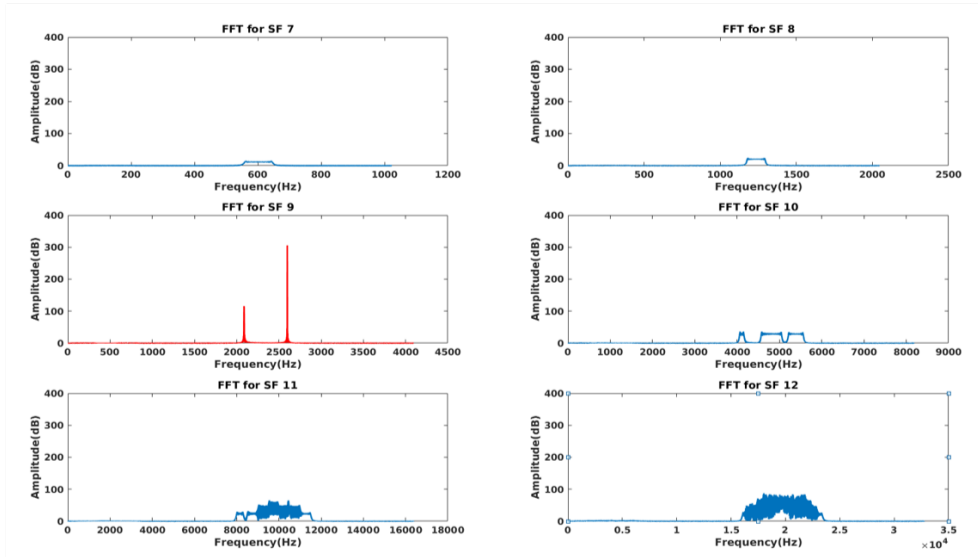 FFT for SF 7
Amplitude(dB)
400
300
200
100
0
0 200 400 600 800 1000 1200
Frequency(Hz)
FFT for SF 8
Amplitude(dB)
400
300
200
100
0
0 500 1000 1500 2000 2500
Frequency(Hz)
FFT for SF 9
Amplitude(dB)
400
300
200
100
0
0 500 1000 1500 2000 2500 3000 3500 4000 4500
Frequency(Hz)
FFT for SF 10
Amplitude(dB)
400
300
200
100
0
0 1000 2000 3000 4000 5000 6000 7000 8000 9000
Frequency(Hz)
FFT for SF 11
Amplitude(dB)
400
300
200
100
0
0 2000 4000 6000 8000 10000 12000 14000 16000 18000
Frequency(Hz)
FFT for SF 12
Amplitude(dB)
400
300
200
100
0
0 0.5 1 1.5 2 2.5 3 3.5
Frequency(Hz)
×10^4